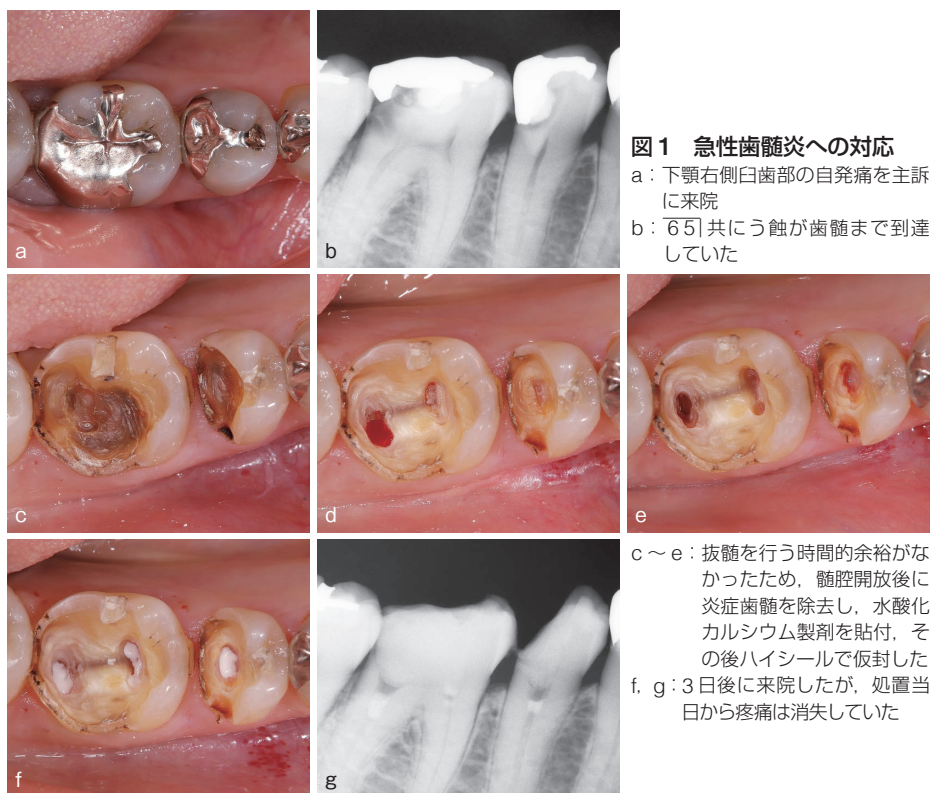 a
b
図1 急性歯髄炎への対応
a：下顎右側臼歯部の自発痛を主訴
に来院
b：6 5| 共にう蝕が歯髄まで到達
していた
c
d
e
f
g
c～e：抜髄を行う時間的余裕がな
かったため，髄腔開放後に
炎症歯髄を除去し，水酸化
カルシウム製剤を貼付，そ
の後ハイシールで仮封した
f，g：3日後に来院したが，処置当
日から疼痛は消失していた